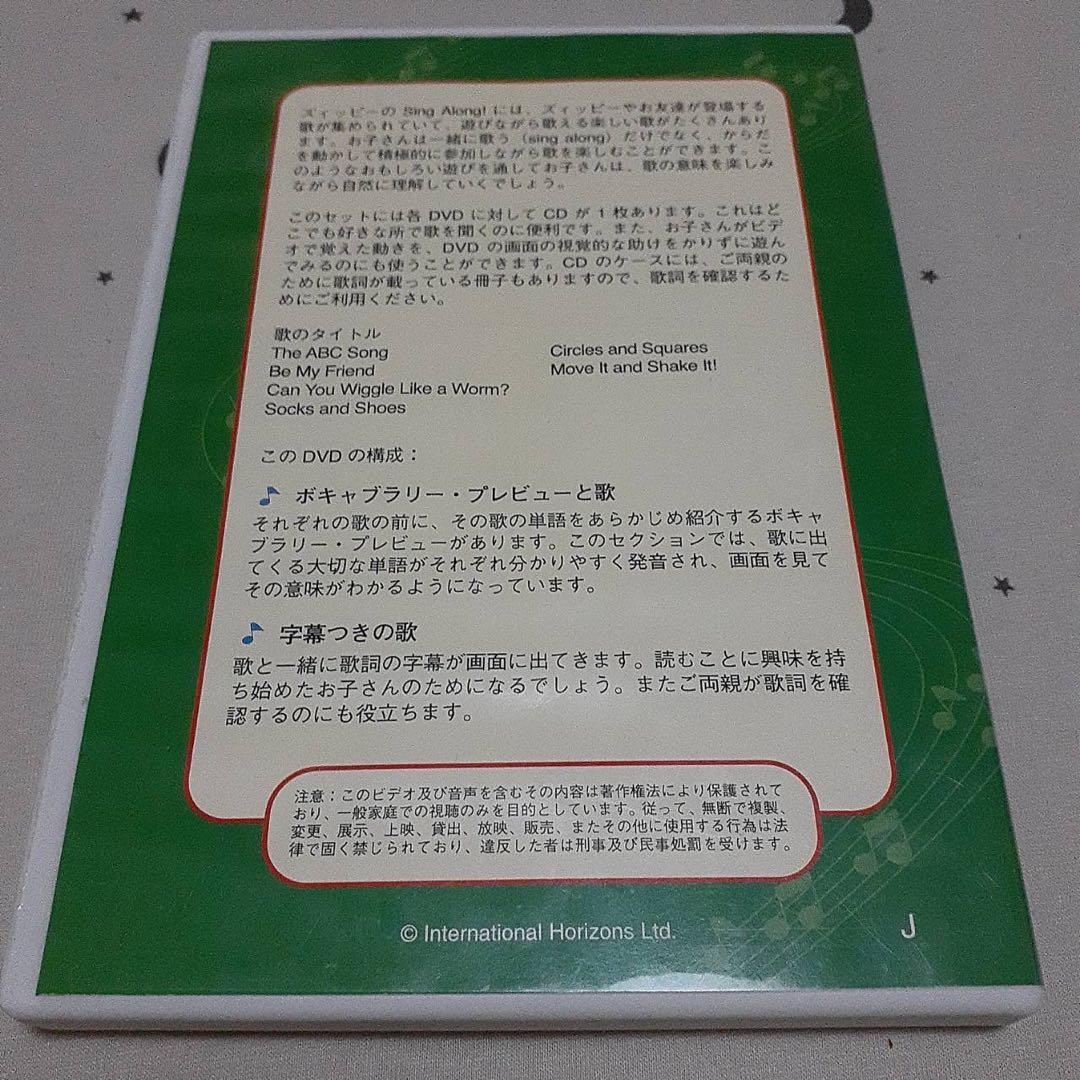 ズィッピーの Sing Along! には、ズィッピーやお友達が登場する
歌が集められていて、遊びながら歌える楽しい歌がたくさんあり
ます。お子さんは一緒に歌う (sing along) だけでなく、からだ
を動かして積極的に参加しながら歌を楽しむことができます。こ
のようなおもしろい遊びを通してお子さんは、歌の意味を楽しみ
ながら自然に理解していくでしょう。
このセットには各 DVD に対して CD が 1 枚あります。これはど
こでも好きな所で歌を聞くのに便利です。また、お子さんがビデ
オで覚えた動きを、DVD の画面の視覚的な助けをかりずに遊ん
でみるのにも使うことができます。CD のケースには、ご両親の
ために歌詞が載っている冊子もありますので、歌詞を確認するた
めにご利用ください。
歌のタイトル
The ABC Song
Be My Friend
Can You Wiggle Like a Worm?
Socks and Shoes
Circles and Squares
Move It and Shake It!
この DVD の構成：
ボキャブラリー・プレビューと歌
それぞれの歌の前に、その歌の単語をあらかじめ紹介するボキャ
ブラリー・プレビューがあります。このセクションでは、歌に出
てくる大切な単語がそれぞれ分かりやすく発音され、画面を見て
その意味がわかるようになっています。
字幕つきの歌
歌と一緒に歌詞の字幕が画面に出てきます。読むことに興味を持
ち始めたお子さんのためになるでしょう。またご両親が歌詞を確
認するのにも役立ちます。
注意：このビデオ及び音声を含むその内容は著作権法により保護されて
おり、一般家庭での視聴のみを目的としています。従って、無断で複製、
変更、展示、上映、貸出、放映、販売、またその他に使用する行為は法
律で固く禁じられており、違反した者は刑事及び民事処罰を受けます。
© International Horizons Ltd.
J